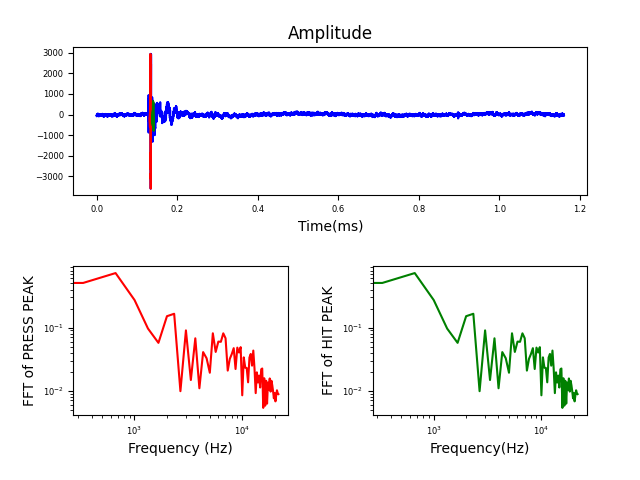 Amplitude
3000
2000
1000
0
−1000
−2000
−3000
0.0 0.2 0.4 0.6 0.8 1.0 1.2
Time(ms)
FFT of PRESS PEAK
10⁻¹
10⁻²
10³ 10⁴
Frequency (Hz)
FFT of HIT PEAK
10⁻¹
10⁻²
10³ 10⁴
Frequency(Hz)